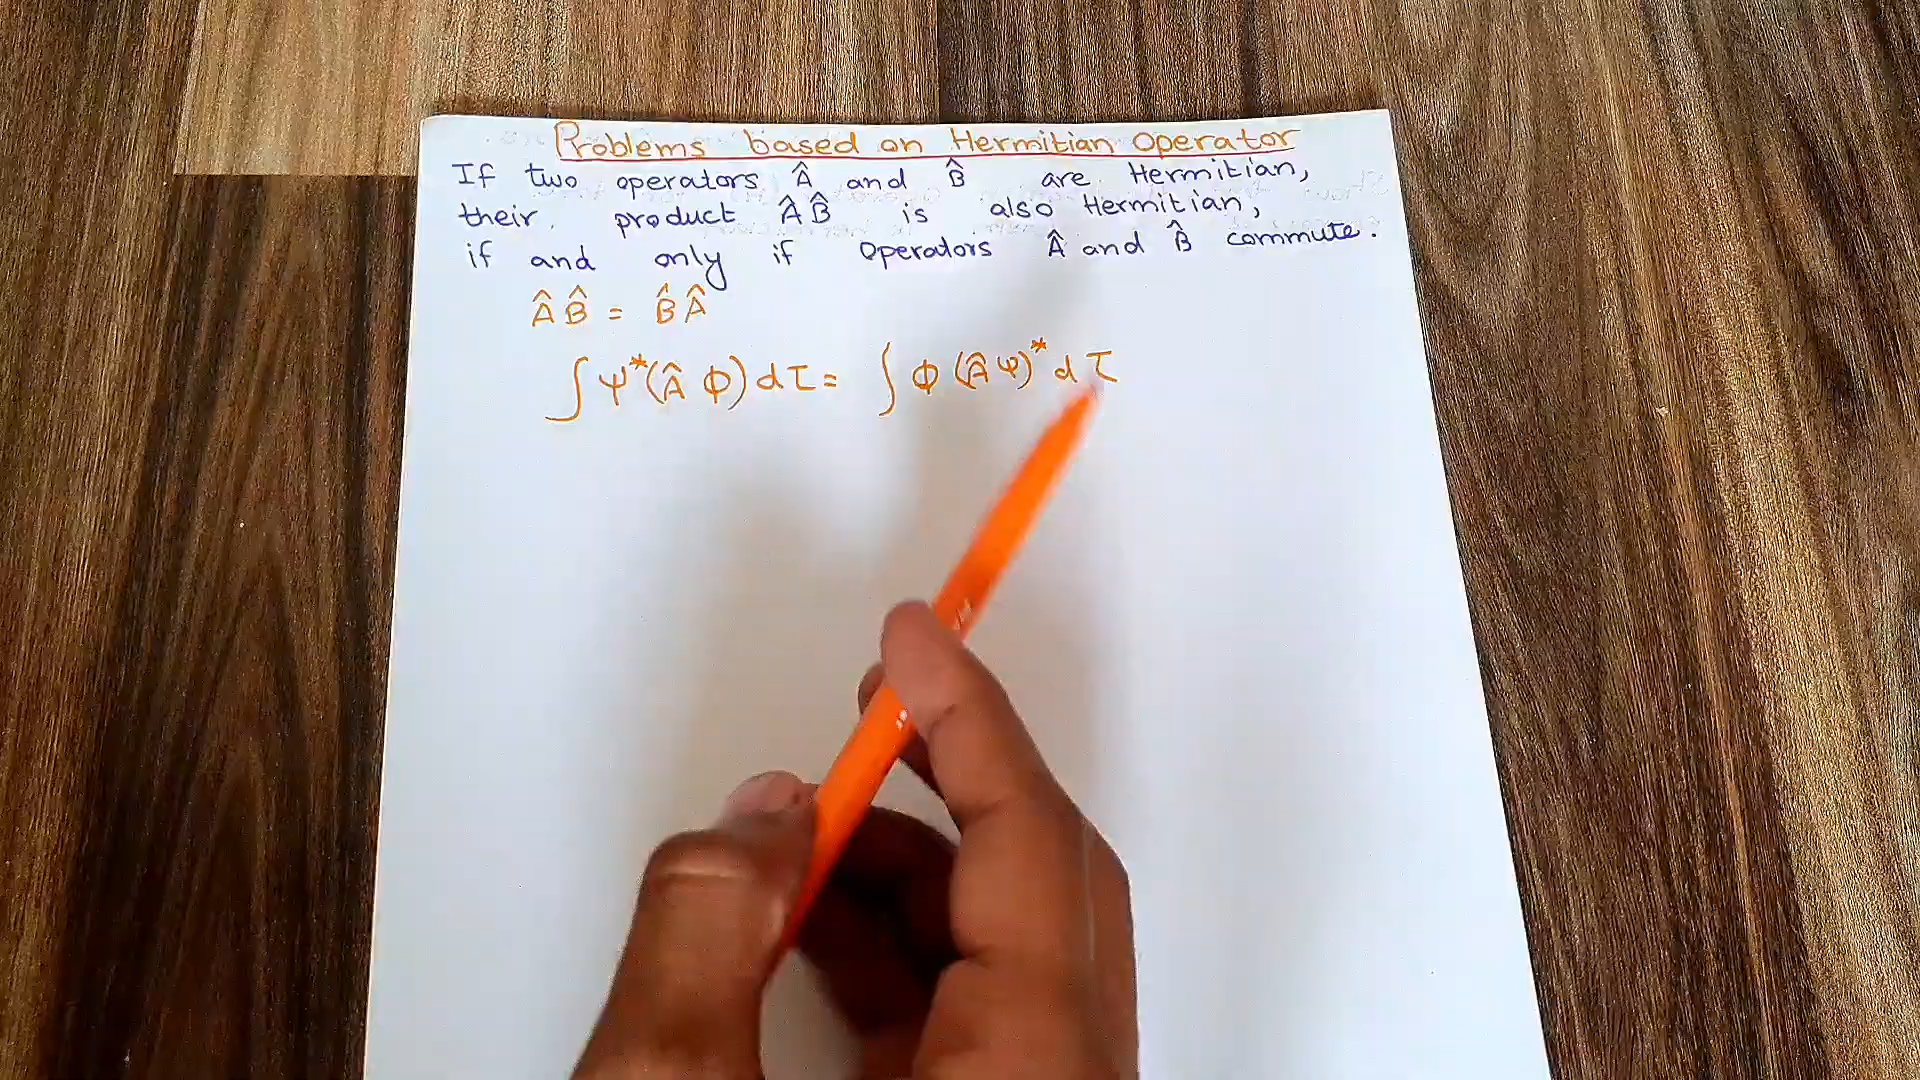 Problems based on Hermitian Operator
If two operators Â and B̂ are Hermitian,
their product ÂB̂ is also Hermitian,
if and only if Operators Â and B̂ commute.
ÂB̂ = B̂Â
∫ψ*(Âφ)dτ = ∫φ(Âψ)*dτ